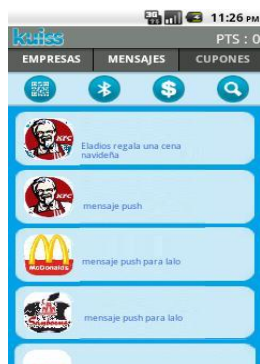 3G
11:26 PM
kuiss
PTS : 0
EMPRESAS MENSAJES CUPONES
$
KFC
Eladios regala una cena
navideña
KFC
mensaje push
McDonalds
mensaje push para lalo
mensaje push para lalo